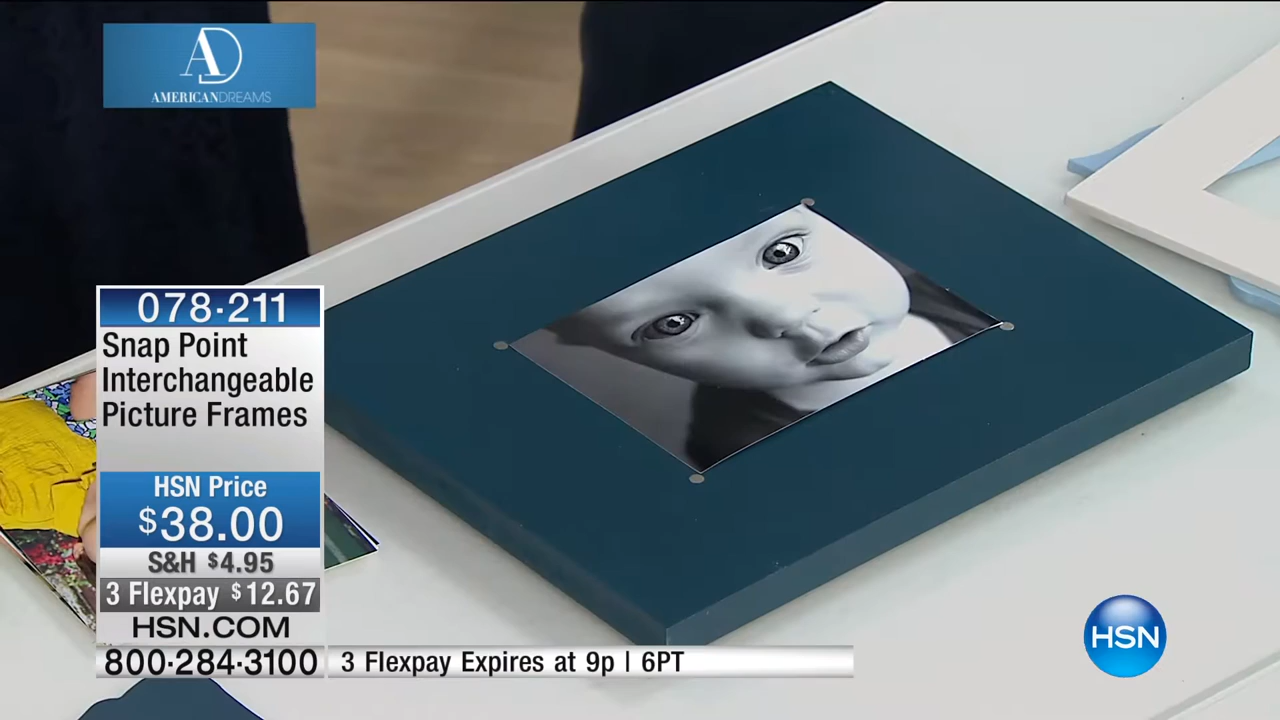 AD
AMERICANDREAMS
078-211
Snap Point
Interchangeable
Picture Frames
HSN Price
$38.00
S&H $4.95
3 Flexpay $12.67
HSN.COM
800·284·3100
3 Flexpay Expires at 9p | 6PT
HSN